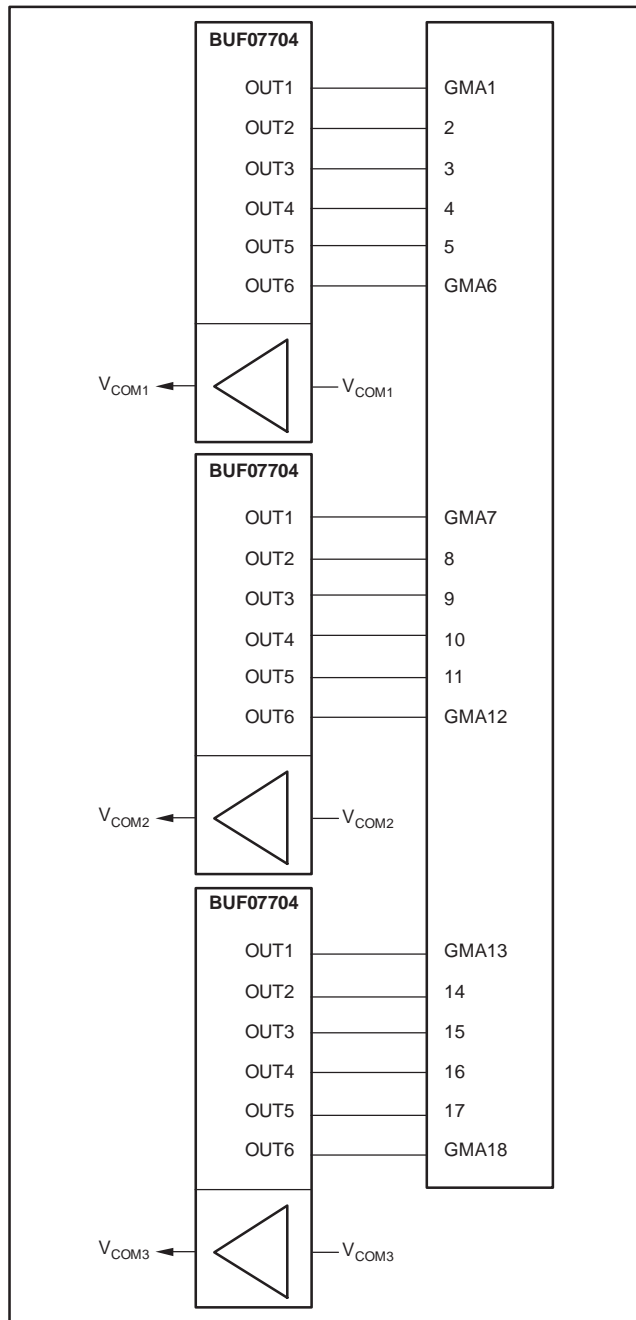 BUF07704
OUT1 GMA1
OUT2 2
OUT3 3
OUT4 4
OUT5 5
OUT6 GMA6
VCOM1 VCOM1
BUF07704
OUT1 GMA7
OUT2 8
OUT3 9
OUT4 10
OUT5 11
OUT6 GMA12
VCOM2 VCOM2
BUF07704
OUT1 GMA13
OUT2 14
OUT3 15
OUT4 16
OUT5 17
OUT6 GMA18
VCOM3 VCOM3